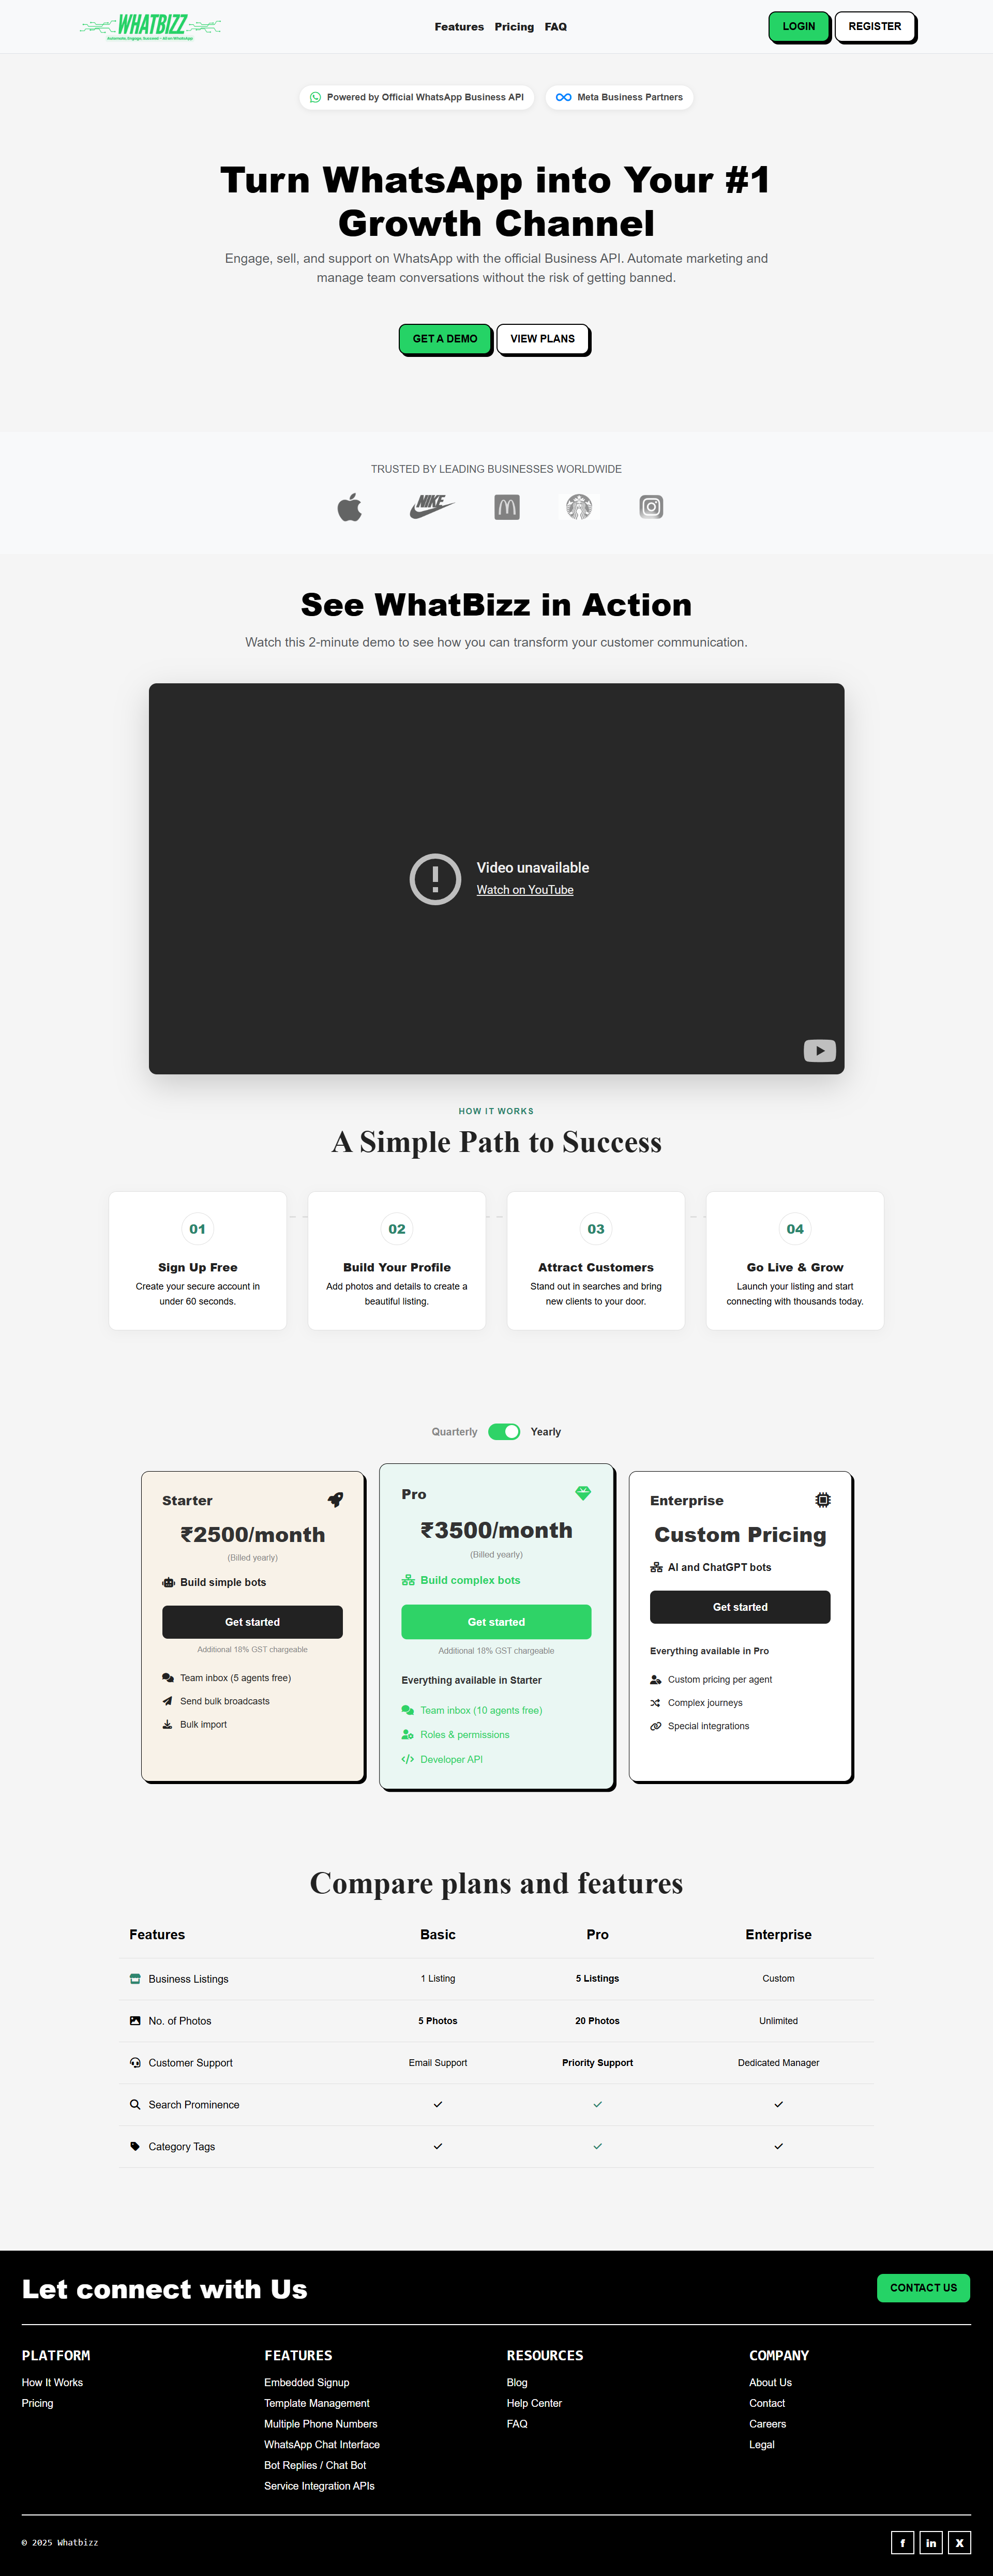 WHATBIZZ
Automate. Engage. Succeed - All on WhatsApp
Features Pricing FAQ
LOGIN REGISTER
Powered by Official WhatsApp Business API
Meta Business Partners
Turn WhatsApp into Your #1
Growth Channel
Engage, sell, and support on WhatsApp with the official Business API. Automate marketing and
manage team conversations without the risk of getting banned.
GET A DEMO VIEW PLANS
TRUSTED BY LEADING BUSINESSES WORLDWIDE
NIKE
See WhatBizz in Action
Watch this 2-minute demo to see how you can transform your customer communication.
Video unavailable
Watch on YouTube
HOW IT WORKS
A Simple Path to Success
01
Sign Up Free
Create your secure account in
under 60 seconds.
02
Build Your Profile
Add photos and details to create a
beautiful listing.
03
Attract Customers
Stand out in searches and bring
new clients to your door.
04
Go Live & Grow
Launch your listing and start
connecting with thousands today.
Quarterly Yearly
Starter
₹2500/month
(Billed yearly)
Build simple bots
Get started
Additional 18% GST chargeable
Team inbox (5 agents free)
Send bulk broadcasts
Bulk import
Pro
₹3500/month
(Billed yearly)
Build complex bots
Get started
Additional 18% GST chargeable
Everything available in Starter
Team inbox (10 agents free)
Roles & permissions
Developer API
Enterprise
Custom Pricing
AI and ChatGPT bots
Get started
Everything available in Pro
Custom pricing per agent
Complex journeys
Special integrations
Compare plans and features
Features Basic Pro Enterprise
Business Listings 1 Listing 5 Listings Custom
No. of Photos 5 Photos 20 Photos Unlimited
Customer Support Email Support Priority Support Dedicated Manager
Search Prominence
Category Tags
Let connect with Us
CONTACT US
PLATFORM
How It Works
Pricing
FEATURES
Embedded Signup
Template Management
Multiple Phone Numbers
WhatsApp Chat Interface
Bot Replies / Chat Bot
Service Integration APIs
RESOURCES
Blog
Help Center
FAQ
COMPANY
About Us
Contact
Careers
Legal
© 2025 Whatbizz
f in X